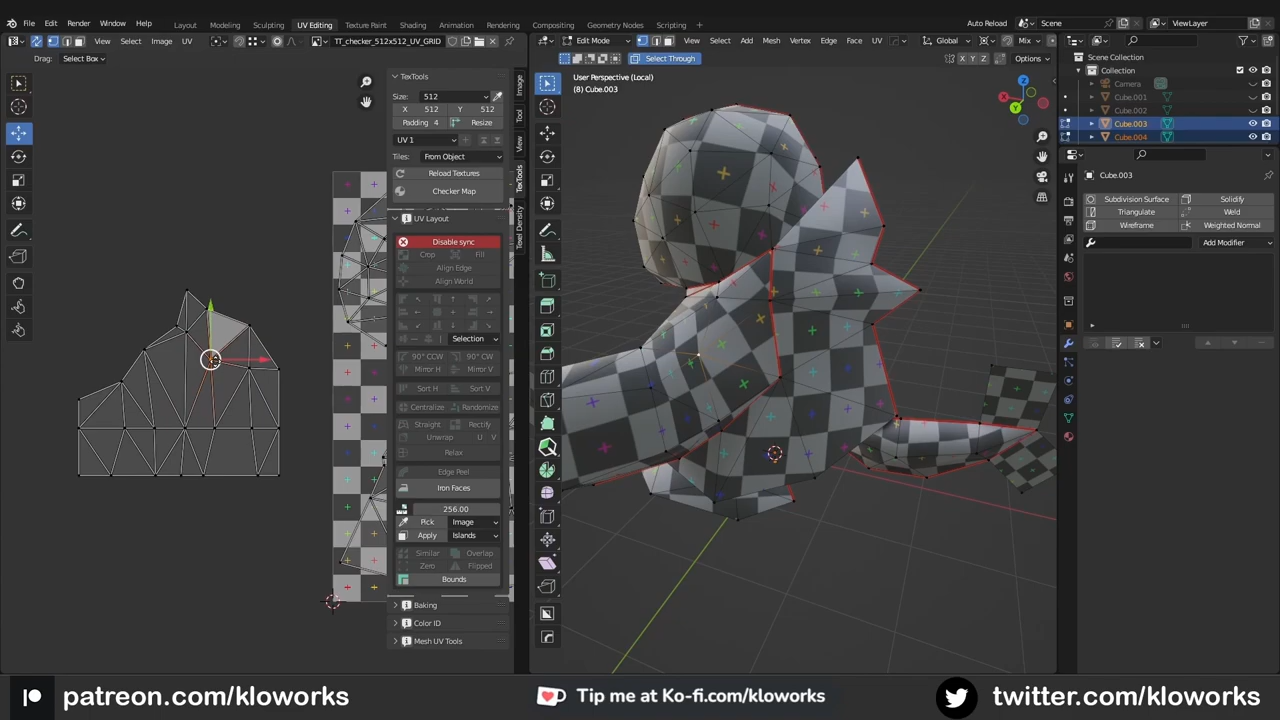 File Edit Render Window Help Layout Modeling Sculpting UV Editing Texture Paint Shading Animation Rendering Compositing Geometry Nodes Scripting + Auto Reload Scene ViewLayer
View Select Image UV TT_checker_512x512_UV_GRID Edit Mode View Select Add Mesh Vertex Edge Face UV Global Mix
Drag: Select Box Select Through X Y Z Options
TexTools
Size: 512
X 512 Y 512
Padding 4 Resize
UV 1
Tiles: From Object
Reload Textures
Checker Map
UV Layout
Disable sync
Crop Fill
Align Edge
Align World
Selection
90° CCW 90° CW
Mirror H Mirror V
Sort H Sort V
Centralize Randomize
Straight Rectify
Unwrap U V
Relax
Edge Peel
Iron Faces
256.00
Pick Image
Apply Islands
Similar Overlap
Zero Flipped
Bounds
Baking
Color ID
Mesh UV Tools
Image
Tool
View
TexTools
Texel Density
User Perspective (Local)
(8) Cube.003
X
Y
Z
Scene Collection
Collection
Camera
Cube.001
Cube.002
Cube.003
Cube.004
Cube.003
Subdivision Surface Solidify
Triangulate Weld
Wireframe Weighted Normal
Add Modifier
patreon.com/kloworks Tip me at Ko-fi.com/kloworks twitter.com/kloworks